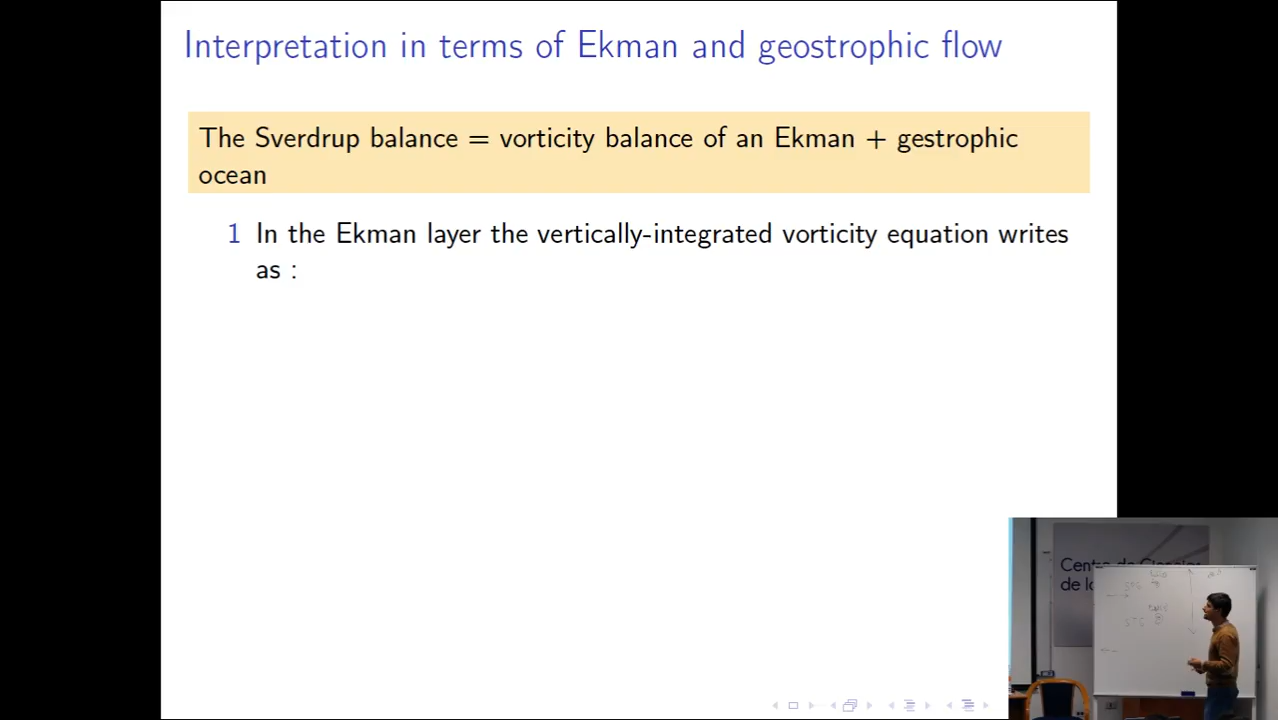 Interpretation in terms of Ekman and geostrophic flow
The Sverdrup balance = vorticity balance of an Ekman + gestrophic
ocean
1 In the Ekman layer the vertically-integrated vorticity equation writes
as :
de